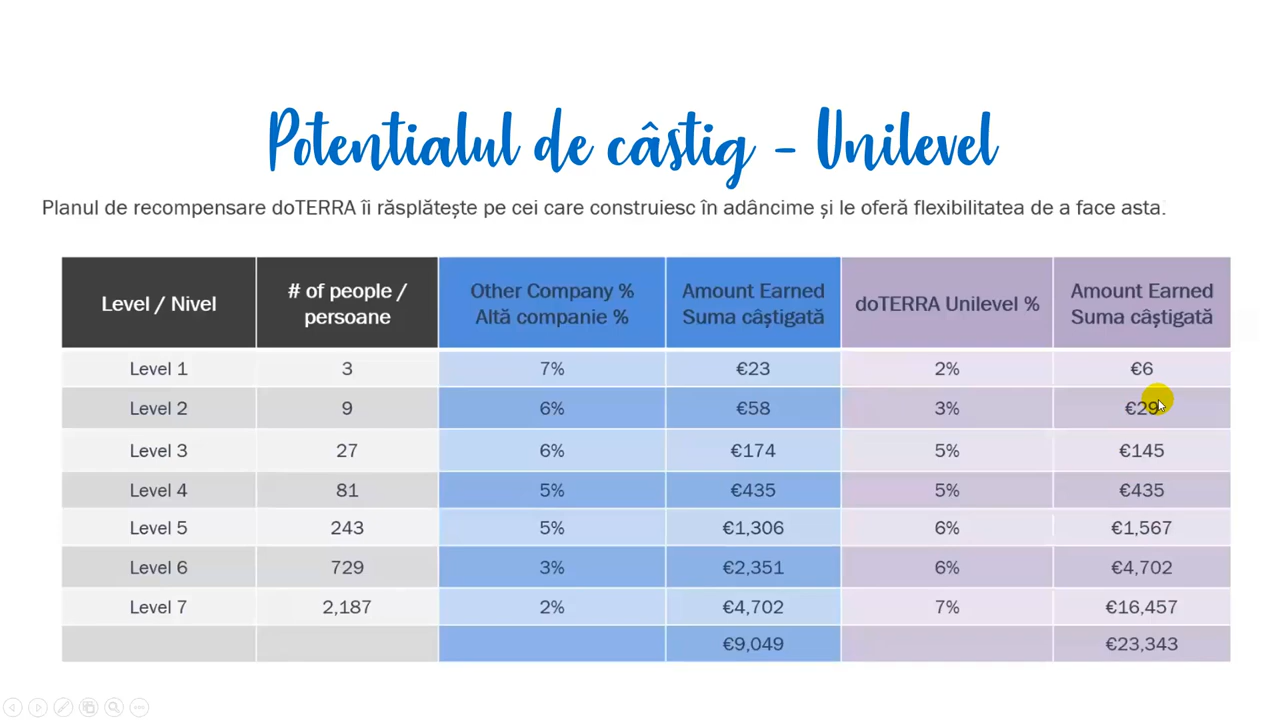 Potentialul de câstig - Unilevel
Planul de recompensare doTERRA îi răsplătește pe cei care construiesc în adâncime și le oferă flexibilitatea de a face asta.
Level / Nivel
# of people /
persoane
Other Company %
Altă companie %
Amount Earned
Suma câștigată
doTERRA Unilevel %
Amount Earned
Suma câștigată
Level 1 3 7% €23 2% €6
Level 2 9 6% €58 3% €29
Level 3 27 6% €174 5% €145
Level 4 81 5% €435 5% €435
Level 5 243 5% €1,306 6% €1,567
Level 6 729 3% €2,351 6% €4,702
Level 7 2,187 2% €4,702 7% €16,457
€9,049 €23,343